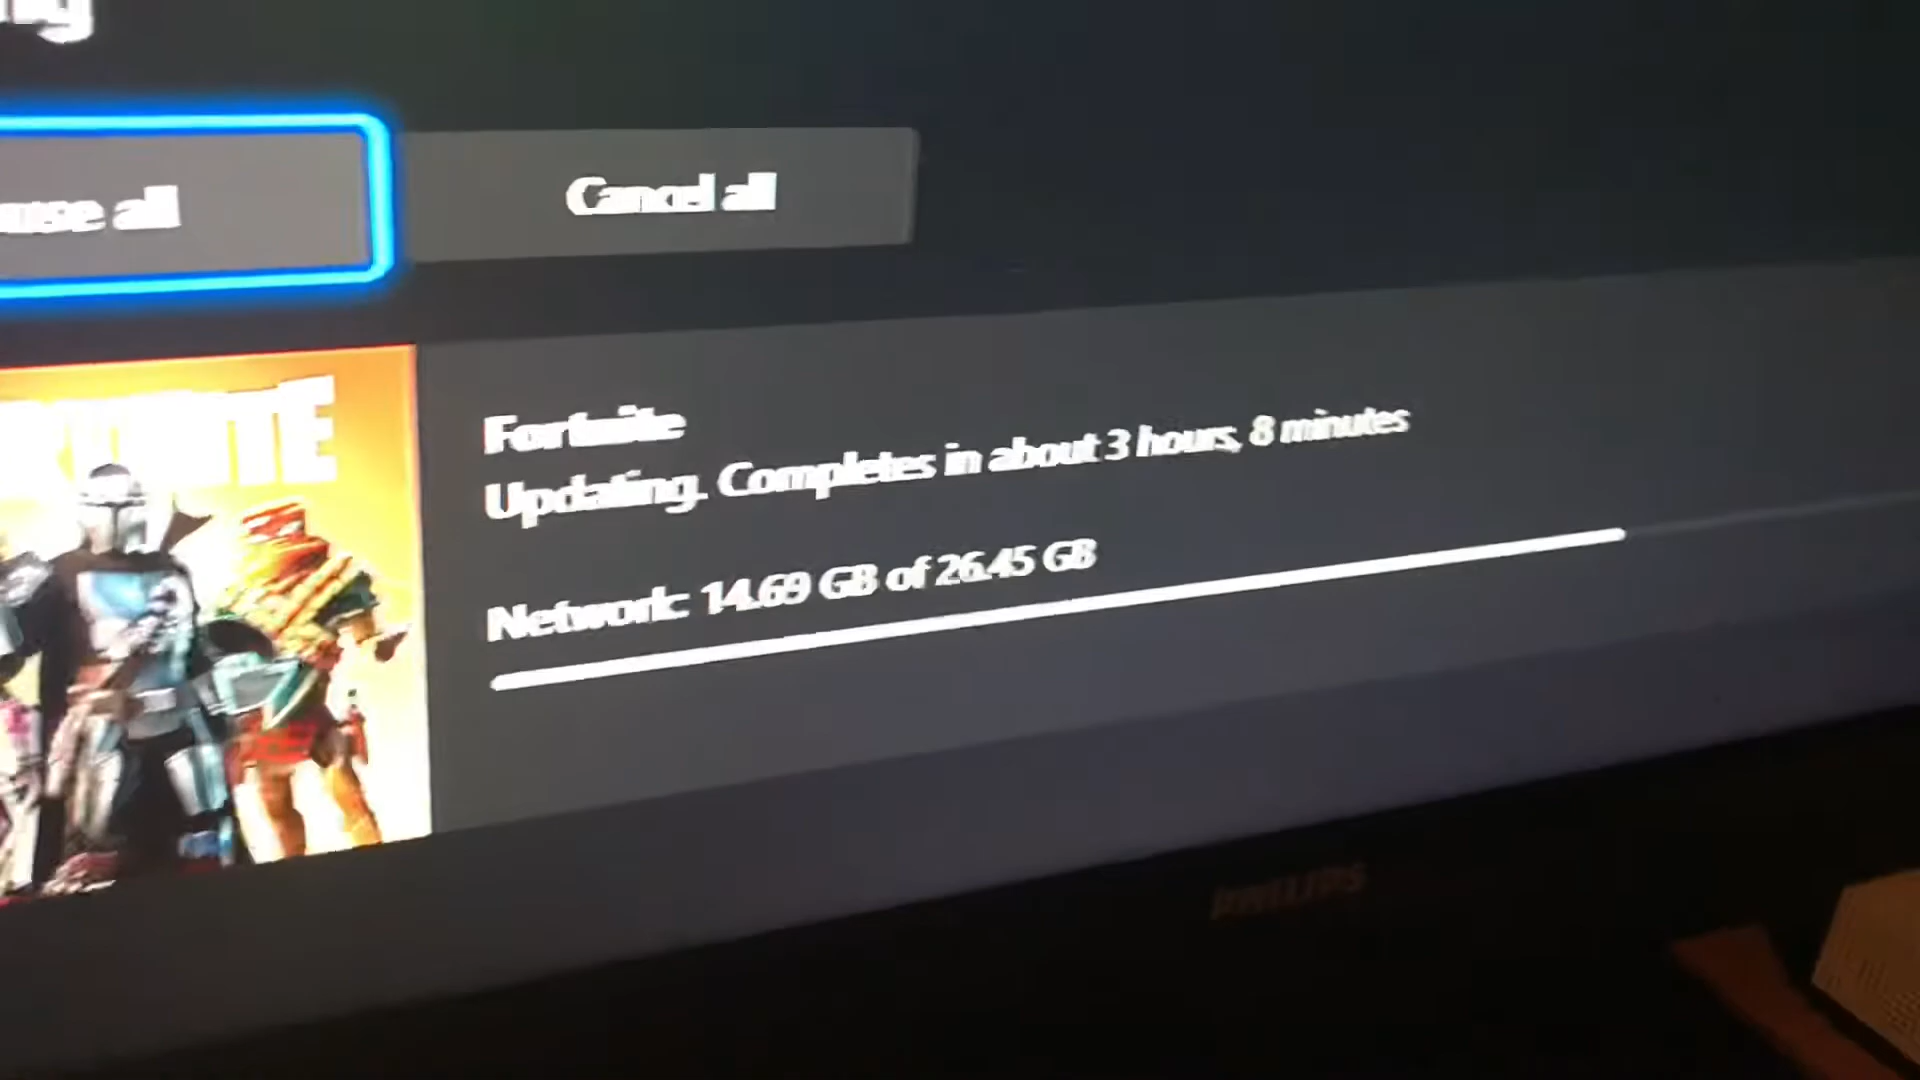 Cancel all
Fortnite
Updating. Completes in about 3 hours, 8 minutes
Network: 14.69 GB of 26.45 GB
PHILIPS